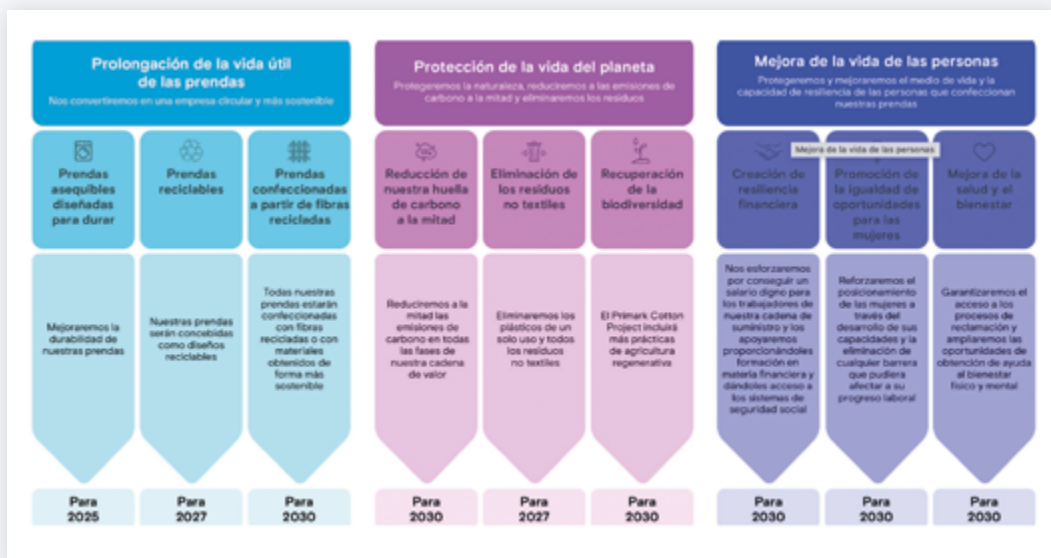 Prolongación de la vida útil
de las prendas
Nos convertiremos en una empresa circular y más sostenible
Prendas
asequibles
diseñadas
para durar
Prendas
reciclables
Prendas
confeccionadas
a partir de fibras
recicladas
Mejoraremos la
durabilidad de
nuestras prendas
Nuestras prendas
serán concebidas
como diseños
reciclables
Todas nuestras
prendas estarán
confeccionadas
con fibras
recicladas o con
materiales
obtenidos de
forma más
sostenible
Para
2025
Para
2027
Para
2030
Protección de la vida del planeta
Protegeremos la naturaleza, reduciremos a las emisiones de
carbono a la mitad y eliminaremos los residuos
Reducción de
nuestra huella
de carbono
a la mitad
Eliminación de
los residuos
no textiles
Recuperación
de la
biodiversidad
Reduciremos a la
mitad las
emisiones de
carbono en todas
las fases de
nuestra cadena
de valor
Eliminaremos los
plásticos de un
solo uso y todos
los residuos
no textiles
El Primark Cotton
Project incluirá
más prácticas
de agricultura
regenerativa
Para
2030
Para
2027
Para
2030
Mejora de la vida de las personas
Protegeremos y mejoraremos el medio de vida y la
capacidad de resiliencia de las personas que confeccionan
nuestras prendas
Mejora de la vida de las personas
Creación de
resiliencia
financiera
Promoción de
la igualdad de
oportunidades
para las
mujeres
Mejora de la
salud y el
bienestar
Nos esforzaremos
por conseguir un
salario digno para
los trabajadores de
nuestra cadena de
suministro y los
apoyaremos
proporcionándoles
formación en
materia financiera y
dándoles acceso a
los sistemas de
seguridad social
Reforzaremos el
posicionamiento
de las mujeres a
través del
desarrollo de sus
capacidades y la
eliminación de
cualquier barrera
que pudiera
afectar a su
progreso laboral
Garantizaremos el
acceso a los
procesos de
reclamación y
ampliaremos las
oportunidades de
obtención de ayuda
al bienestar
físico y mental
Para
2030
Para
2030
Para
2030